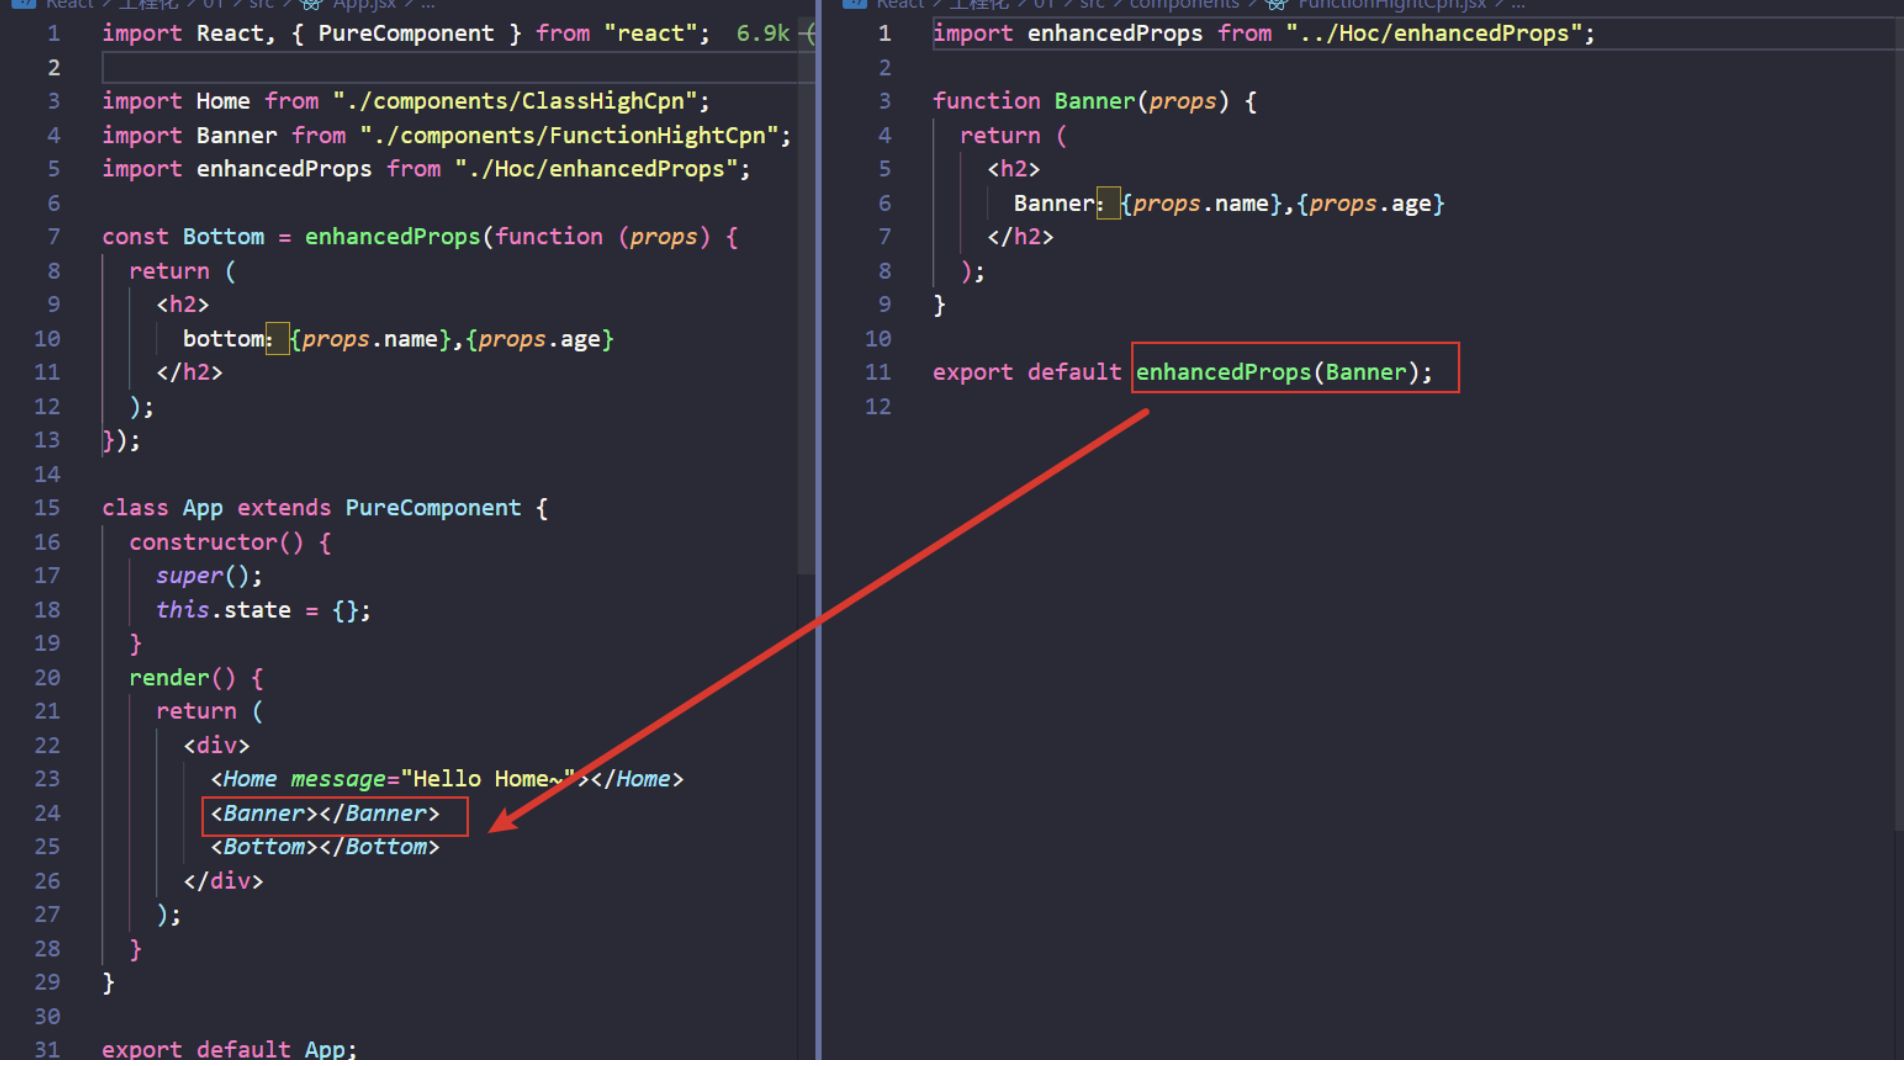 React > 工程化 > 01 > src > App.jsx > ...
1 import React, { PureComponent } from "react"; 6.9k
2
3 import Home from "./components/ClassHighCpn";
4 import Banner from "./components/FunctionHightCpn";
5 import enhancedProps from "./Hoc/enhancedProps";
6
7 const Bottom = enhancedProps(function (props) {
8 return (
9 <h2>
10 bottom：{props.name},{props.age}
11 </h2>
12 );
13 });
14
15 class App extends PureComponent {
16 constructor() {
17 super();
18 this.state = {};
19 }
20 render() {
21 return (
22 <div>
23 <Home message="Hello Home~"></Home>
24 <Banner></Banner>
25 <Bottom></Bottom>
26 </div>
27 );
28 }
29 }
30
31 export default App;
React > 工程化 > 01 > src > components > FunctionHightCpn.jsx > ...
1 import enhancedProps from "../Hoc/enhancedProps";
2
3 function Banner(props) {
4 return (
5 <h2>
6 Banner：{props.name},{props.age}
7 </h2>
8 );
9 }
10
11 export default enhancedProps(Banner);
12